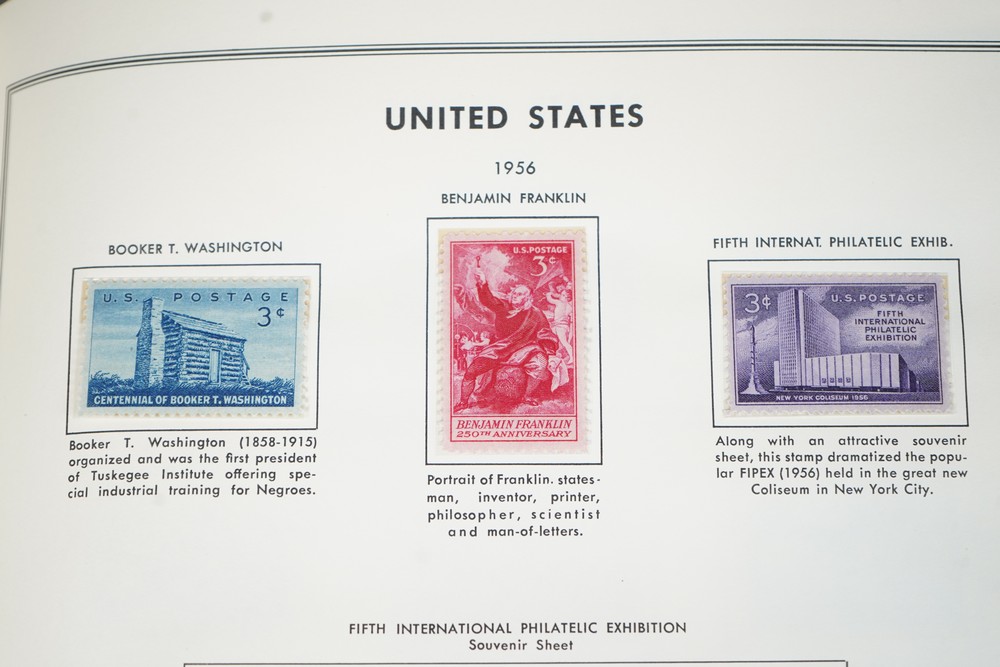 UNITED STATES
1956
BOOKER T. WASHINGTON
U.S. POSTAGE
3¢
CENTENNIAL OF BOOKER T. WASHINGTON
Booker T. Washington (1858-1915)
organized and was the first president
of Tuskegee Institute offering spe-
cial industrial training for Negroes.
BENJAMIN FRANKLIN
U.S. POSTAGE
3¢
BENJAMIN FRANKLIN
250TH ANNIVERSARY
Portrait of Franklin. states-
man, inventor, printer,
philosopher, scientist
and man-of-letters.
FIFTH INTERNAT. PHILATELIC EXHIB.
3¢ U.S. POSTAGE
FIFTH
INTERNATIONAL
PHILATELIC
EXHIBITION
NEW YORK COLISEUM 1956
Along with an attractive souvenir
sheet, this stamp dramatized the popu-
lar FIPEX (1956) held in the great new
Coliseum in New York City.
FIFTH INTERNATIONAL PHILATELIC EXHIBITION
Souvenir Sheet